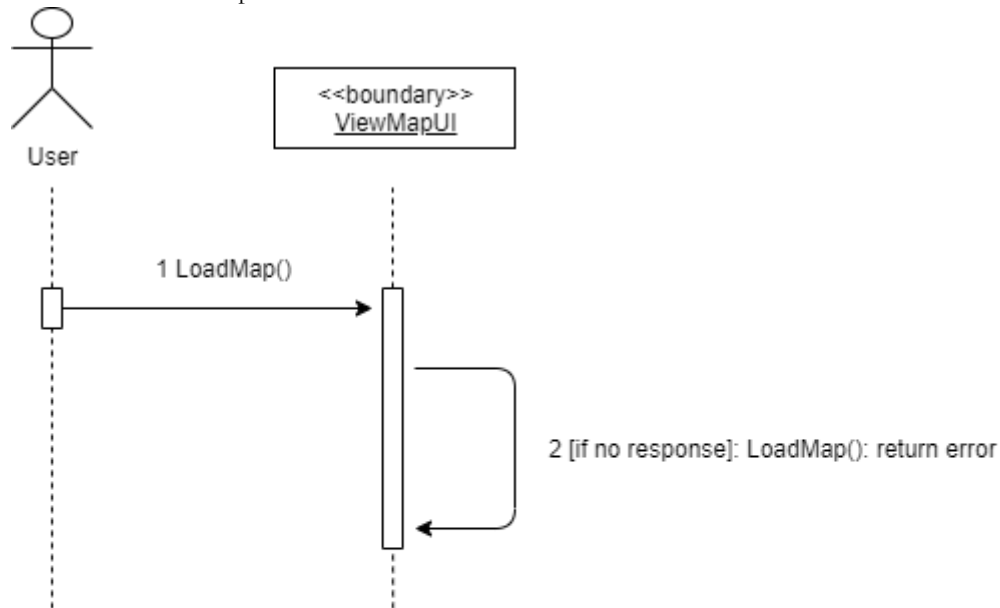 <<boundary>>
ViewMapUI
User
1 LoadMap()
2 [if no response]: LoadMap(): return error